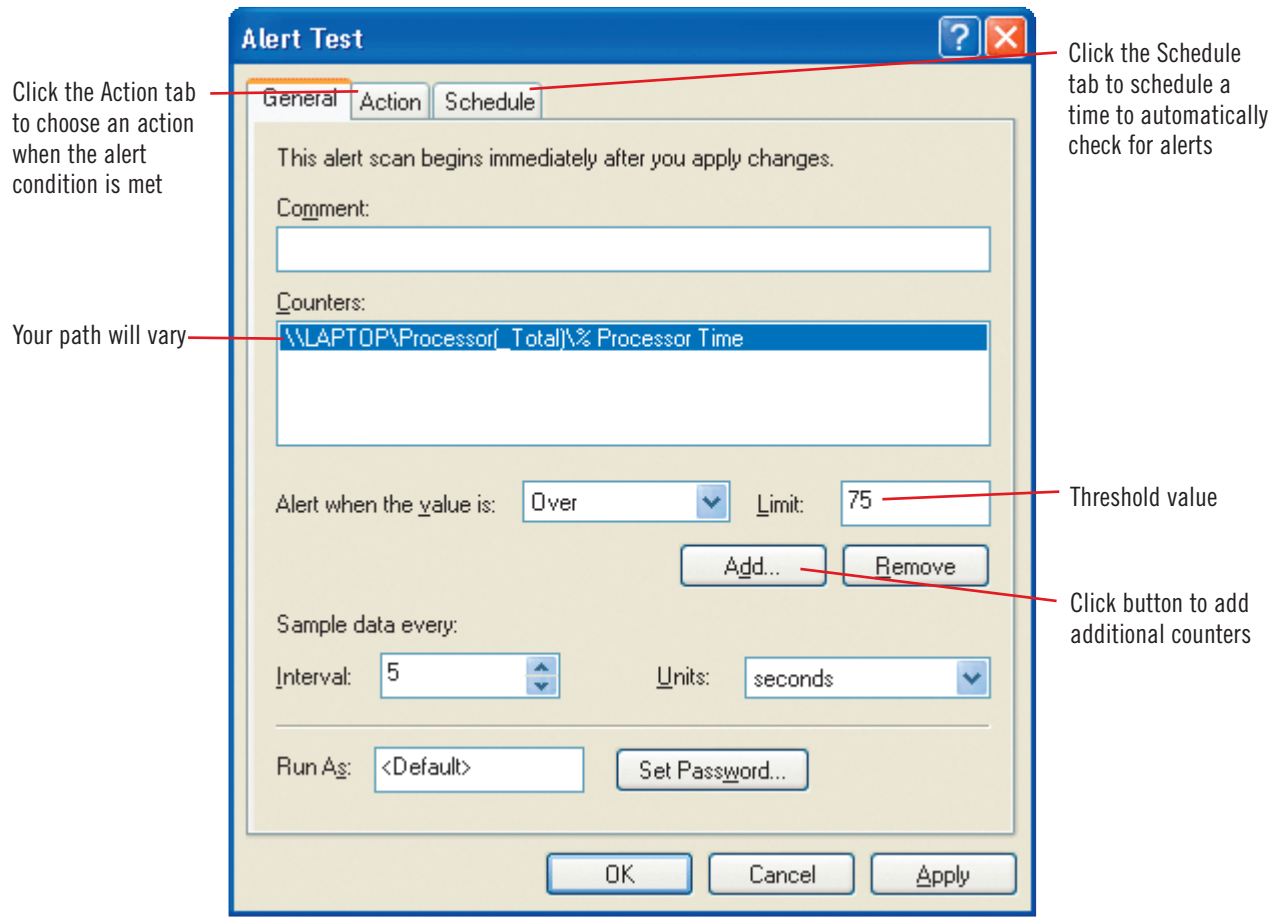 Alert Test
Click the Action tab
to choose an action
when the alert
condition is met
Click the Schedule
tab to schedule a
time to automatically
check for alerts
General
Action
Schedule
This alert scan begins immediately after you apply changes.
Comment:
Counters:
Your path will vary
\\LAPTOP\Processor(_Total)\% Processor Time
Alert when the value is:
Over
Limit:
75
Threshold value
Add...
Remove
Click button to add
additional counters
Sample data every:
Interval:
5
Units:
seconds
Run As:
<Default>
Set Password...
OK
Cancel
Apply